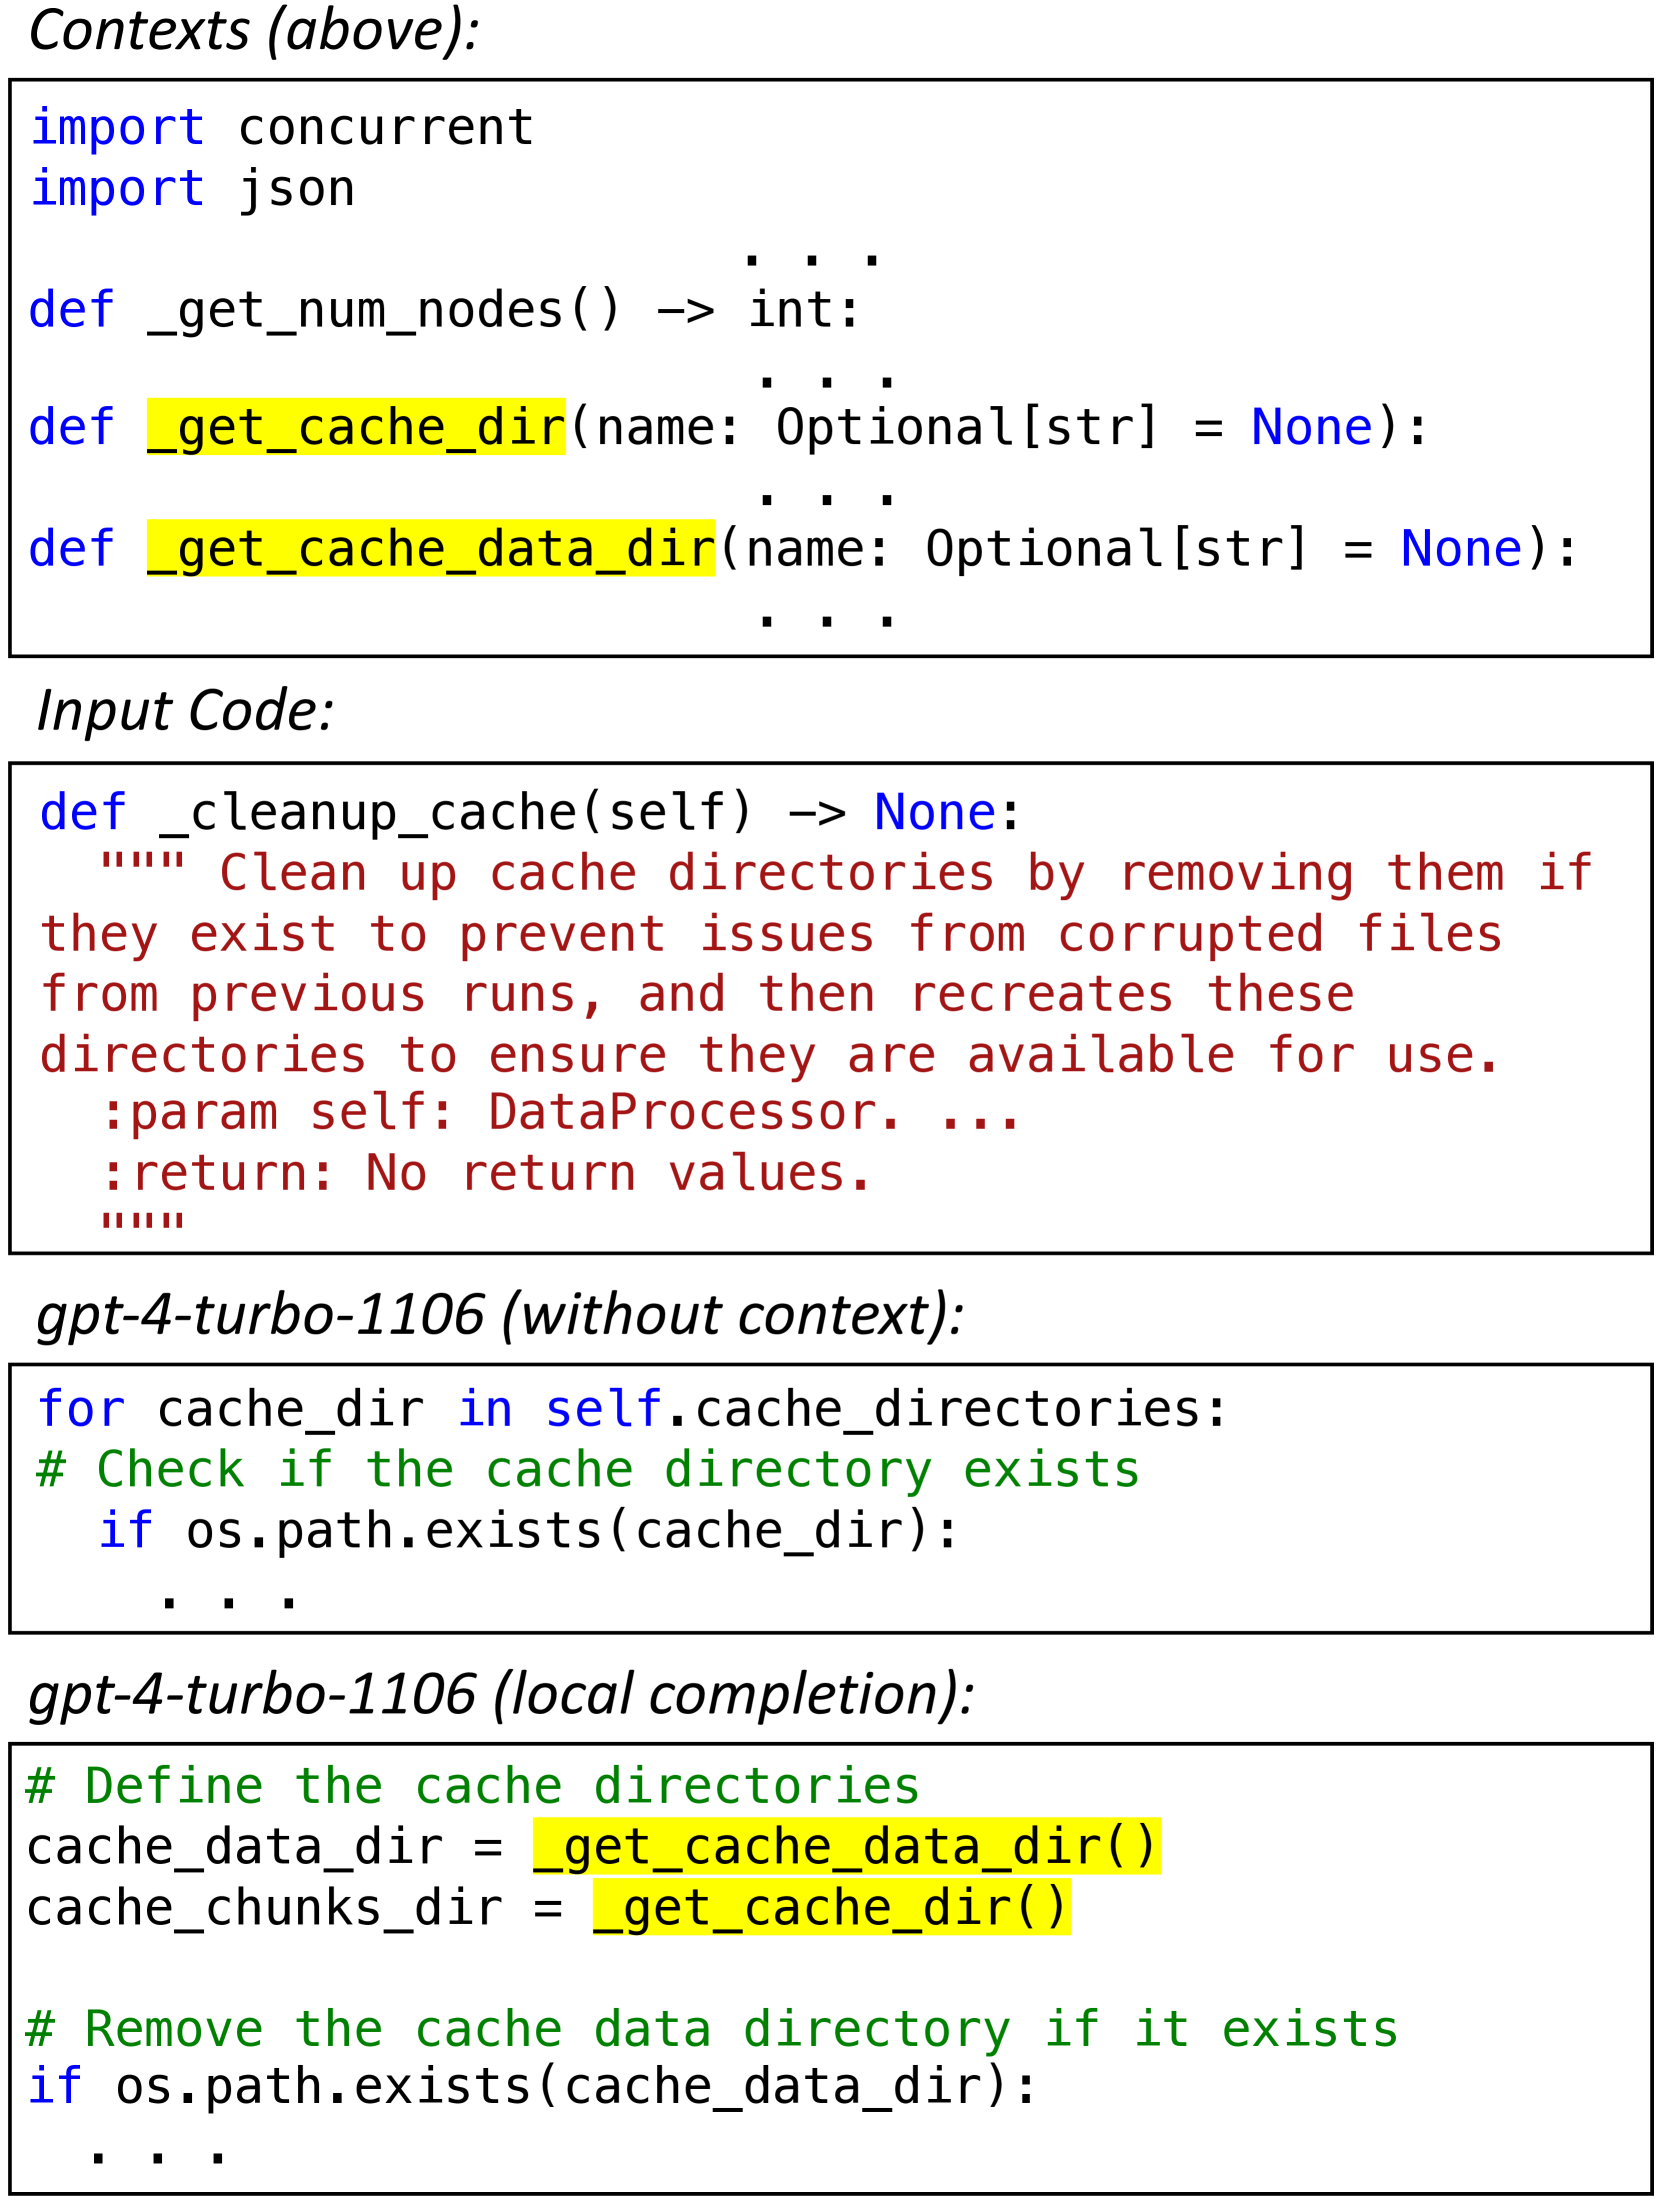 Contexts (above):
import concurrent
import json
. . .
def _get_num_nodes() –> int:
. . .
def _get_cache_dir(name: Optional[str] = None):
. . .
def _get_cache_data_dir(name: Optional[str] = None):
. . .
Input Code:
def _cleanup_cache(self) –> None:
""" Clean up cache directories by removing them if
they exist to prevent issues from corrupted files
from previous runs, and then recreates these
directories to ensure they are available for use.
:param self: DataProcessor. ...
:return: No return values.
"""
gpt-4-turbo-1106 (without context):
for cache_dir in self.cache_directories:
# Check if the cache directory exists
if os.path.exists(cache_dir):
. . .
gpt-4-turbo-1106 (local completion):
# Define the cache directories
cache_data_dir = _get_cache_data_dir()
cache_chunks_dir = _get_cache_dir()
# Remove the cache data directory if it exists
if os.path.exists(cache_data_dir):
. . .